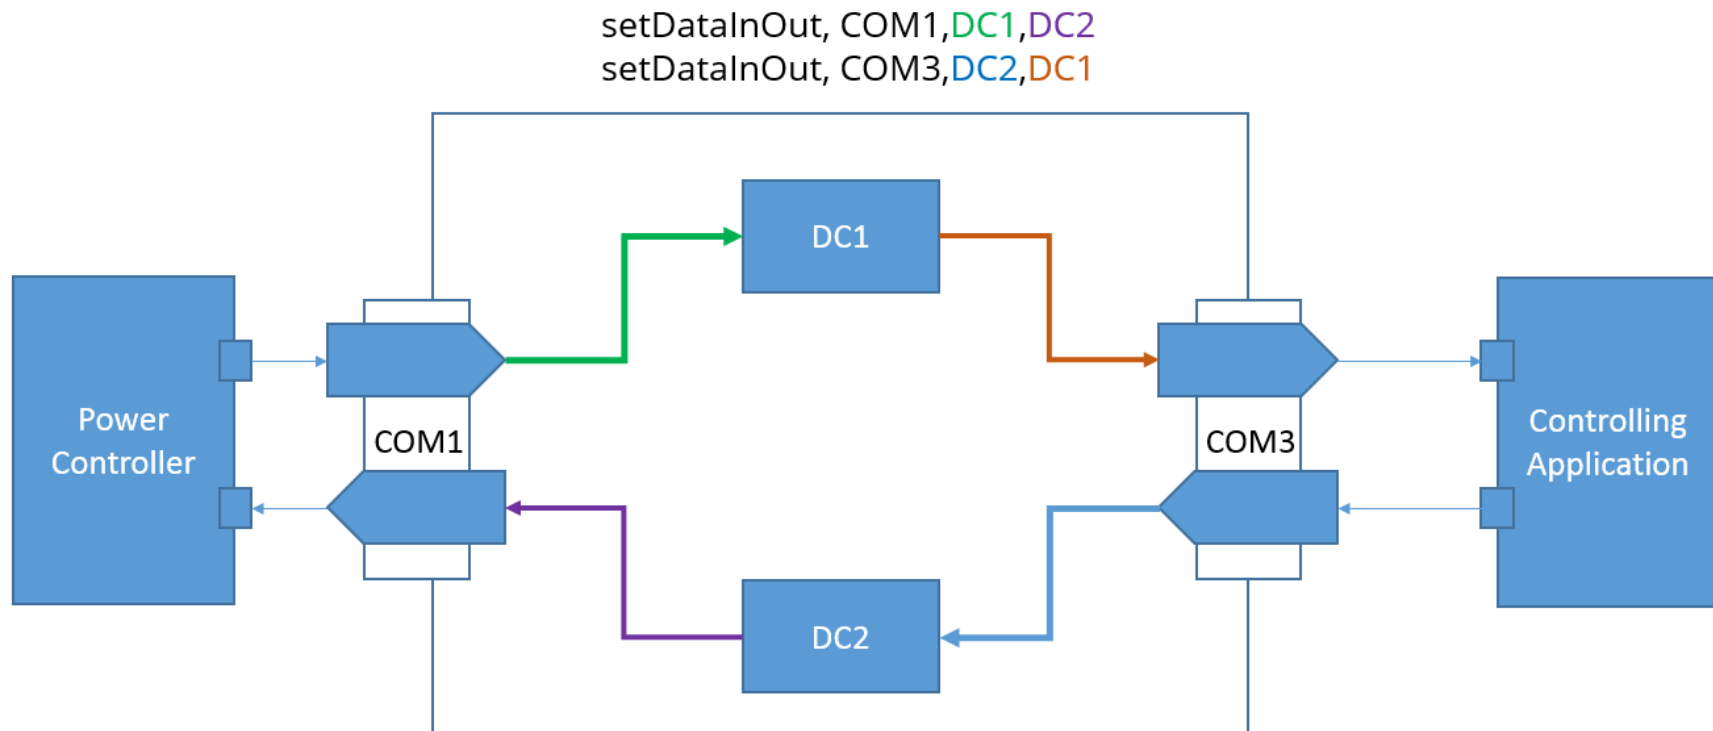 setDataInOut, COM1,DC1,DC2
setDataInOut, COM3,DC2,DC1
DC1
Power
Controller
COM1
COM3
Controlling
Application
DC2